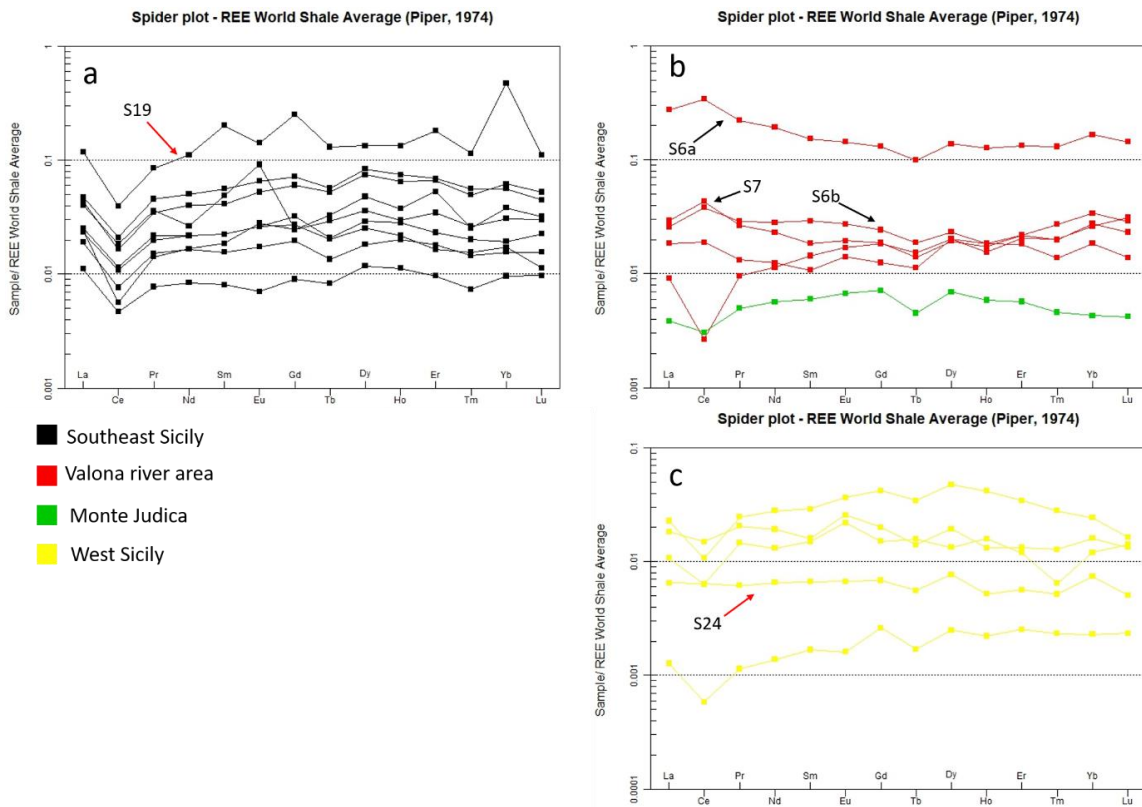 Spider plot - REE World Shale Average (Piper, 1974)
a
S19
Sample/ REE World Shale Average
1
0.1
0.01
0.001
La Pr Sm Gd Dy Er Yb
Ce Nd Eu Tb Ho Tm Lu
Spider plot - REE World Shale Average (Piper, 1974)
b
S6a
S7
S6b
Sample/ REE World Shale Average
1
0.1
0.01
0.001
La Pr Sm Gd Dy Er Yb
Ce Nd Eu Tb Ho Tm Lu
Southeast Sicily
Valona river area
Monte Judica
West Sicily
Spider plot - REE World Shale Average (Piper, 1974)
c
S24
Sample/ REE World Shale Average
0.1
0.01
0.001
0.0001
La Pr Sm Gd Dy Er Yb
Ce Nd Eu Tb Ho Tm Lu